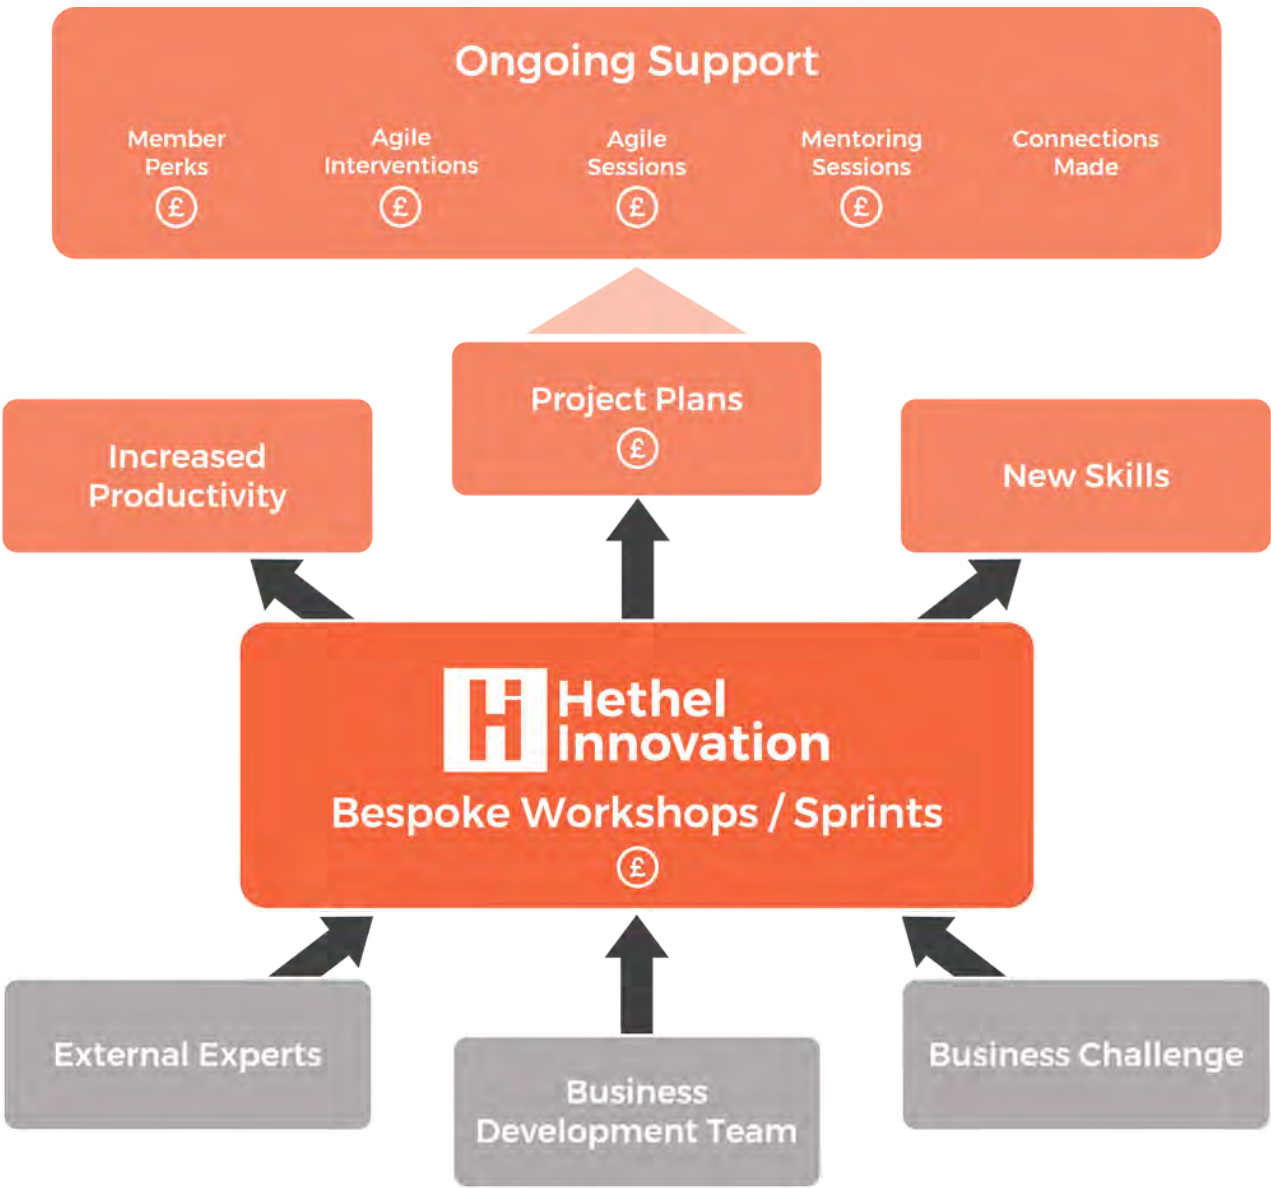 Ongoing Support
Member
Perks
£
Agile
Interventions
£
Agile
Sessions
£
Mentoring
Sessions
£
Connections
Made
Project Plans
£
Increased
Productivity
New Skills
Hi Hethel
Innovation
Bespoke Workshops / Sprints
£
External Experts
Business
Development Team
Business Challenge